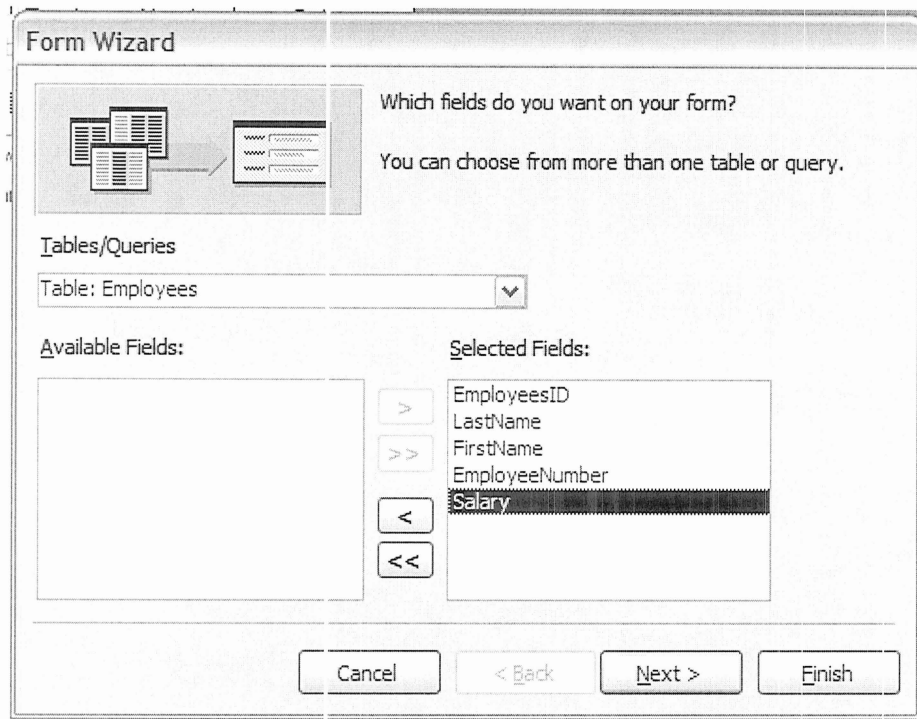 Form Wizard
Which fields do you want on your form?
You can choose from more than one table or query.
Tables/Queries
Table: Employees
Available Fields:
Selected Fields:
EmployeesID
LastName
FirstName
EmployeeNumber
Salary
>
>>
<
<<
Cancel
< Back
Next >
Finish